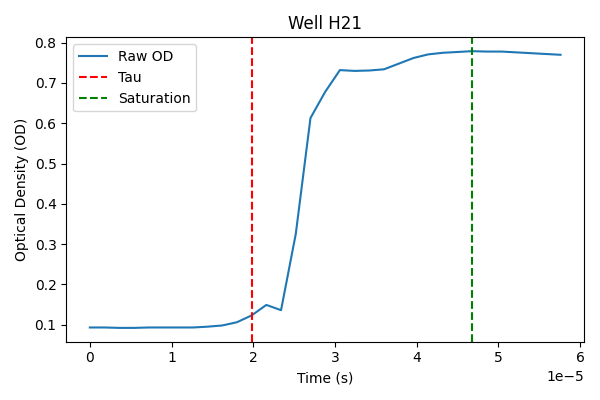 Well H21
Raw OD
Tau
Saturation
Optical Density (OD)
0.8
0.7
0.6
0.5
0.4
0.3
0.2
0.1
0 1 2 3 4 5 6
1e−5
Time (s)